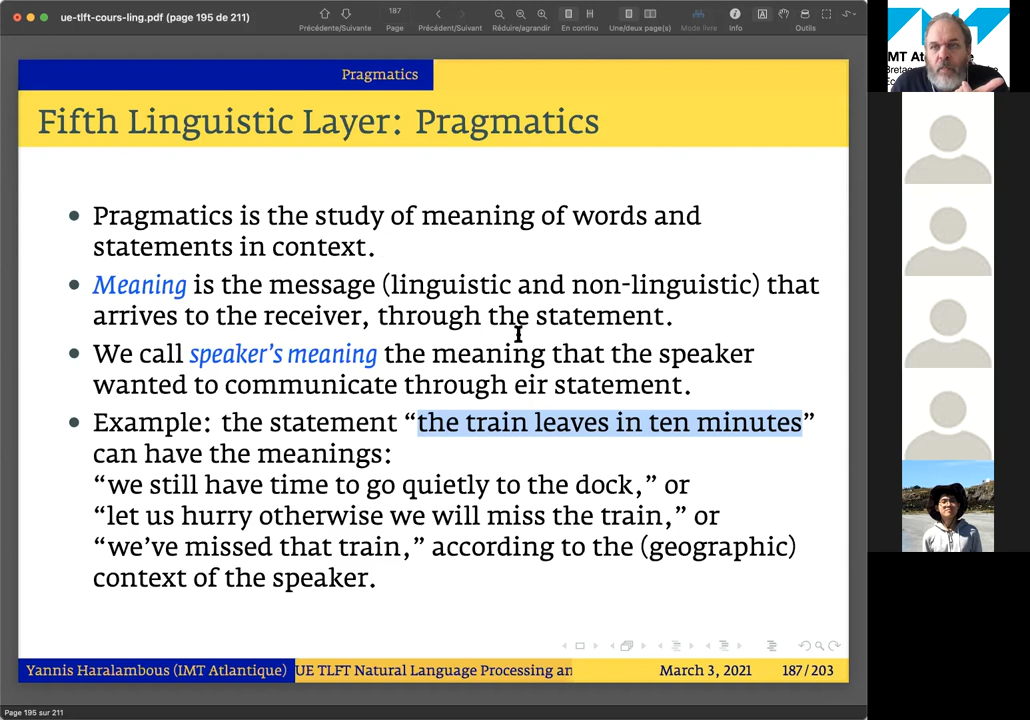 ue-tlft-cours-ling.pdf (page 195 de 211)
187
Précédente/Suivante
Page
Précédent/Suivant
Réduire/agrandir
En continu
Une/deux page(s)
Mode livre
Info
Outils
Pragmatics
Fifth Linguistic Layer: Pragmatics
• Pragmatics is the study of meaning of words and
statements in context.
• Meaning is the message (linguistic and non-linguistic) that
arrives to the receiver, through the statement.
• We call speaker’s meaning the meaning that the speaker
wanted to communicate through eir statement.
• Example: the statement “the train leaves in ten minutes”
can have the meanings:
“we still have time to go quietly to the dock,” or
“let us hurry otherwise we will miss the train,” or
“we’ve missed that train,” according to the (geographic)
context of the speaker.
Yannis Haralambous (IMT Atlantique)
UE TLFT Natural Language Processing an
March 3, 2021
187/203
Page 195 sur 211
IMT At